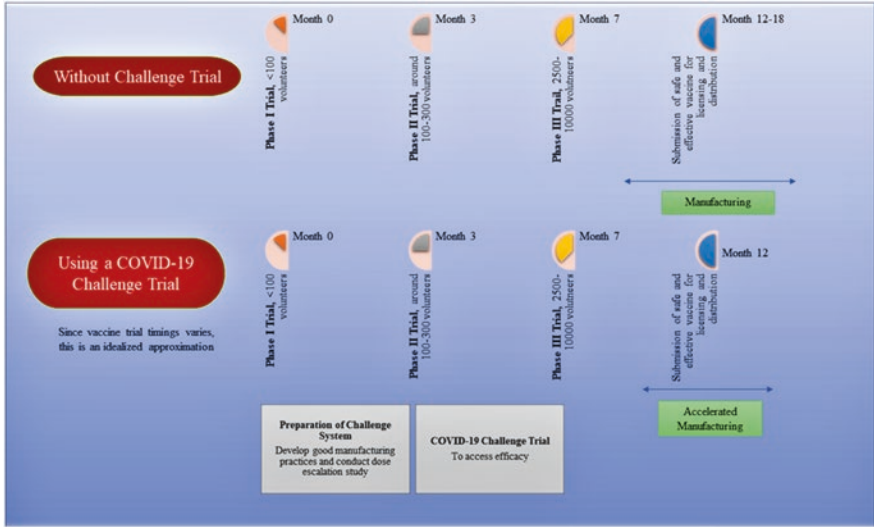 Without Challenge Trial
Month 0
Phase I Trial, <100
volunteers
Month 3
Phase II Trial, around
100-300 volunteers
Month 7
Phase III Trail, 2500-
10000 volutneers
Month 12-18
Submission of safe and
effective vaccine for
licensing and
distribution
Manufacturing
Using a COVID-19
Challenge Trial
Since vaccine trial timings varies,
this is an idealized approximation
Month 0
Phase I Trial, <100
volunteers
Month 3
Phase II Trial, around
100-300 volunteers
Month 7
Phase III Trial, 2500-
10000 volutneers
Month 12
Submission of safe and
effective vaccine for
licensing and
distribution
Accelerated
Manufacturing
Preparation of Challenge
System
Develop good manufacturing
practices and conduct dose
escalation study
COVID-19 Challenge Trial
To access efficacy